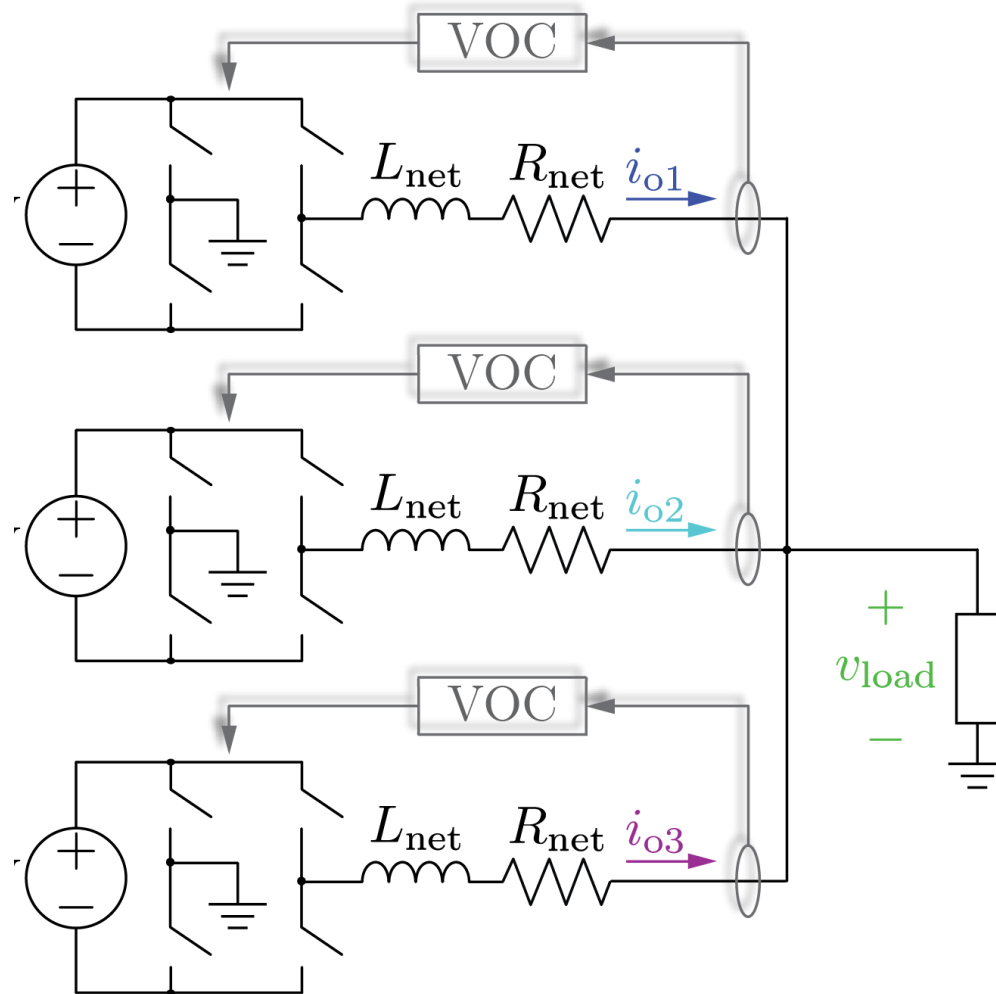 VOC
L_net R_net i_o1
+
−
VOC
L_net R_net i_o2
+
−
+
v_load
−
VOC
L_net R_net i_o3
+
−